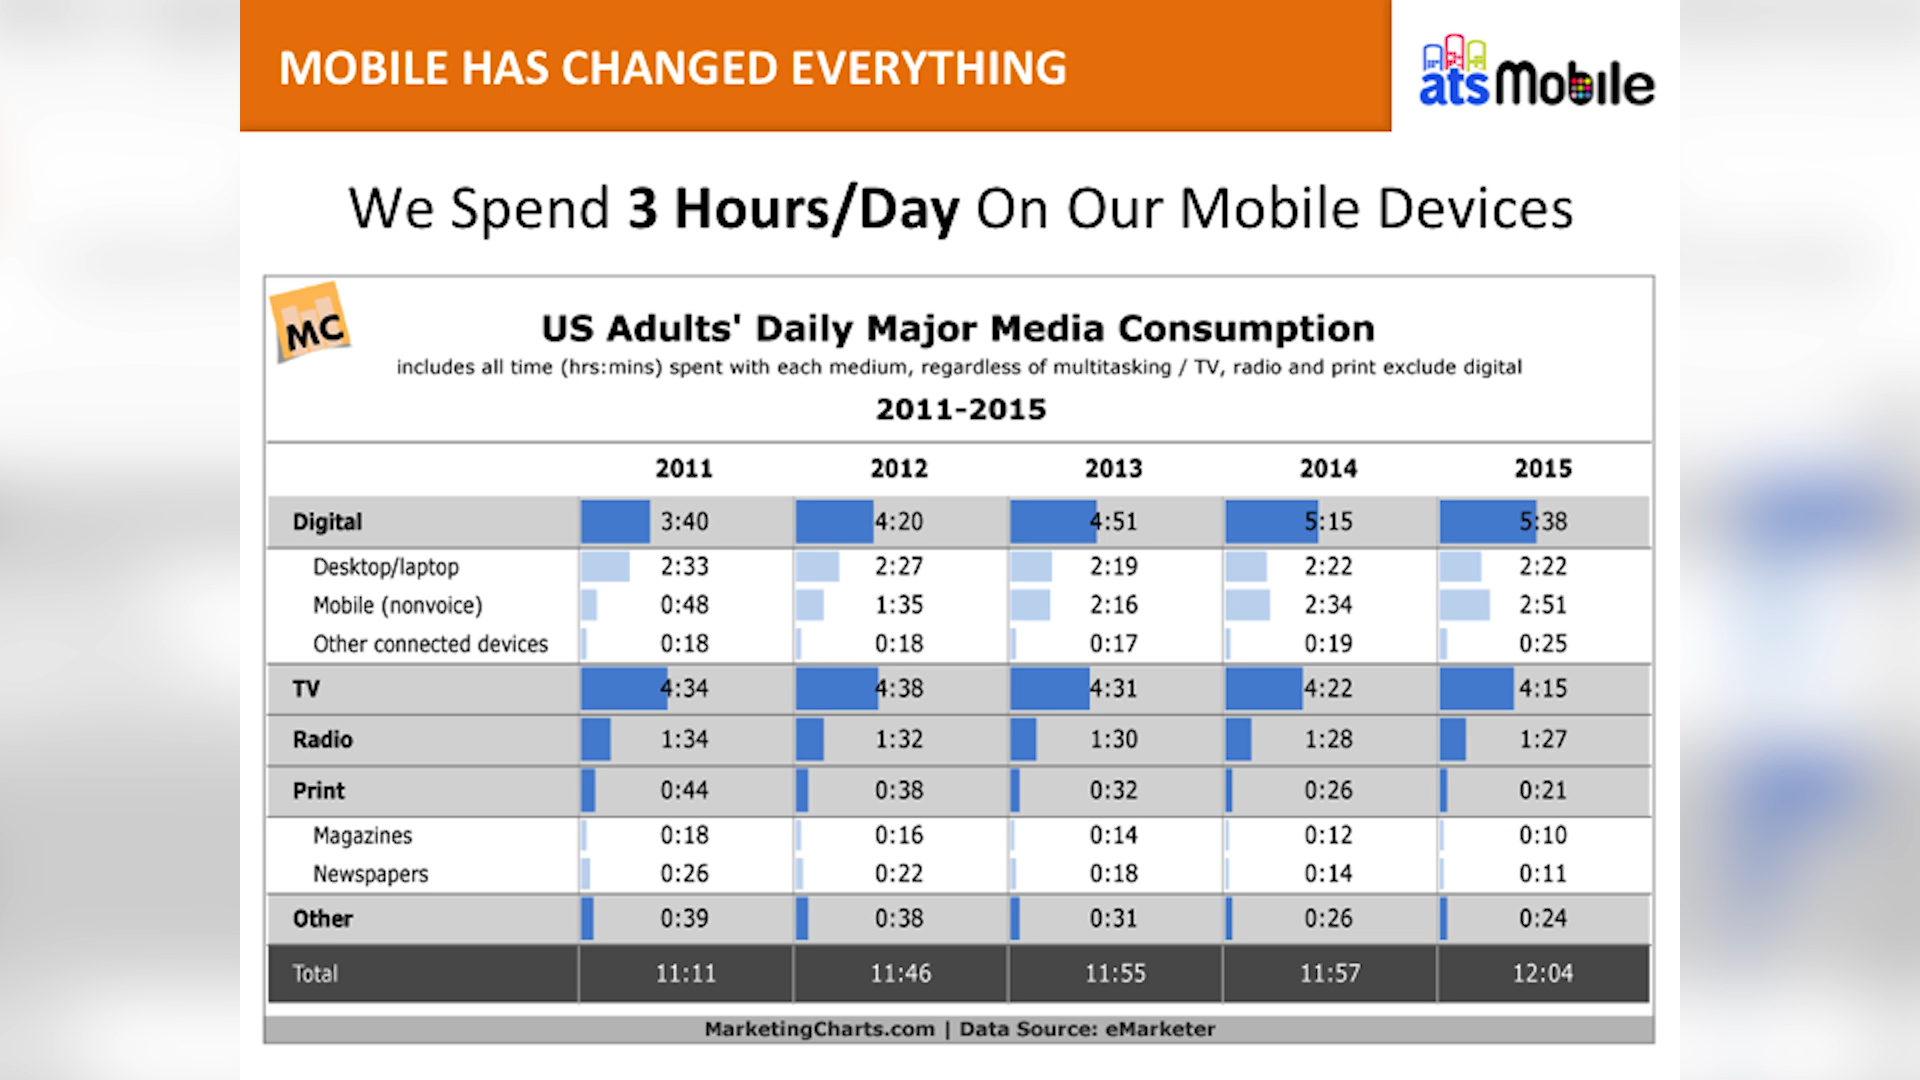 MOBILE HAS CHANGED EVERYTHING
ats Mobile
We Spend 3 Hours/Day On Our Mobile Devices
MC
US Adults' Daily Major Media Consumption
includes all time (hrs:mins) spent with each medium, regardless of multitasking / TV, radio and print exclude digital
2011-2015
2011 2012 2013 2014 2015
Digital 3:40 4:20 4:51 5:15 5:38
Desktop/laptop 2:33 2:27 2:19 2:22 2:22
Mobile (nonvoice) 0:48 1:35 2:16 2:34 2:51
Other connected devices 0:18 0:18 0:17 0:19 0:25
TV 4:34 4:38 4:31 4:22 4:15
Radio 1:34 1:32 1:30 1:28 1:27
Print 0:44 0:38 0:32 0:26 0:21
Magazines 0:18 0:16 0:14 0:12 0:10
Newspapers 0:26 0:22 0:18 0:14 0:11
Other 0:39 0:38 0:31 0:26 0:24
Total 11:11 11:46 11:55 11:57 12:04
MarketingCharts.com | Data Source: eMarketer